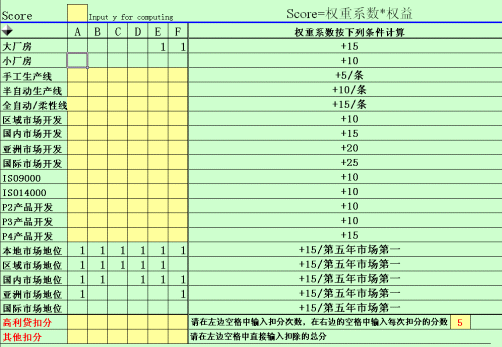 Score Input y for computing Score=权重系数*权益
A B C D E F 权重系数按下列条件计算
大厂房 1 1 +15
小厂房 +10
手工生产线 +5/条
半自动生产线 +10/条
全自动/柔性线 +15/条
区域市场开发 +10
国内市场开发 +15
亚洲市场开发 +20
国际市场开发 +25
ISO9000 +10
ISO14000 +10
P2产品开发 +10
P3产品开发 +10
P4产品开发 +15
本地市场地位 1 1 1 1 1 1 +15/第五年市场第一
区域市场地位 1 1 1 1 1 +15/第五年市场第一
国内市场地位 1 1 1 1 1 +15/第五年市场第一
亚洲市场地位 1 1 +15/第五年市场第一
国际市场地位 +15/第五年市场第一
高利贷扣分 请在左边空格中输入扣分次数，在右边的空格中输入每次扣分的分数 5
其他扣分 请在左边空格中直接输入扣除的总分